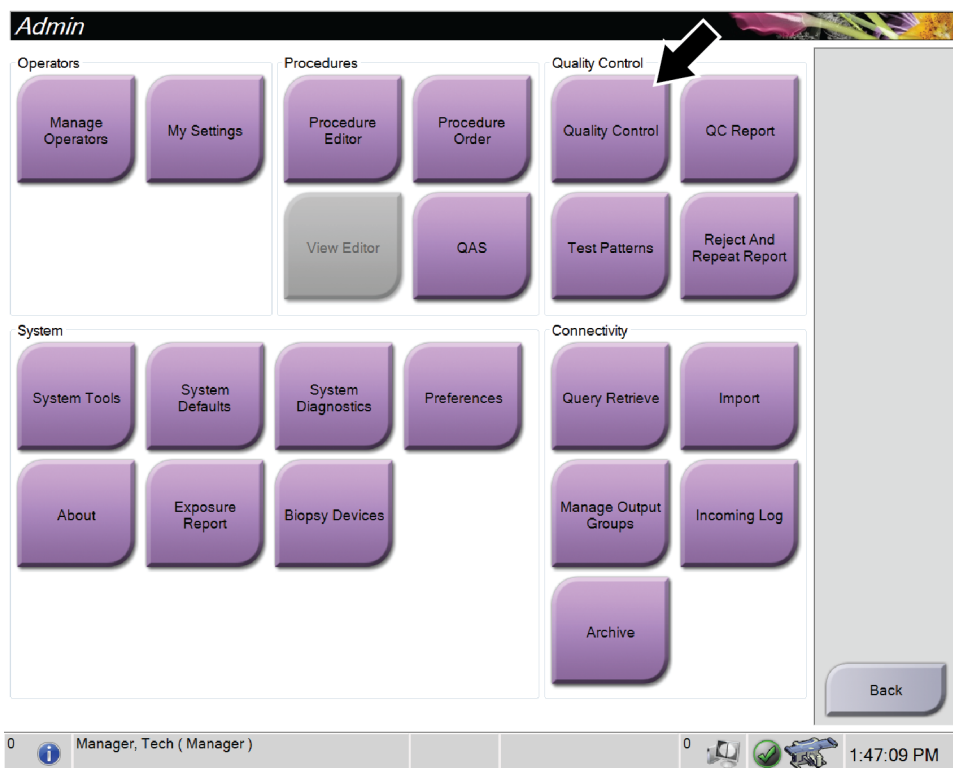 Admin
Operators
Procedures
Quality Control
Manage
Operators
My Settings
Procedure
Editor
Procedure
Order
Quality Control
QC Report
View Editor
QAS
Test Patterns
Reject And
Repeat Report
System
Connectivity
System Tools
System
Defaults
System
Diagnostics
Preferences
Query Retrieve
Import
About
Exposure
Report
Biopsy Devices
Manage Output
Groups
Incoming Log
Archive
Back
0
Manager, Tech ( Manager )
0
1:47:09 PM